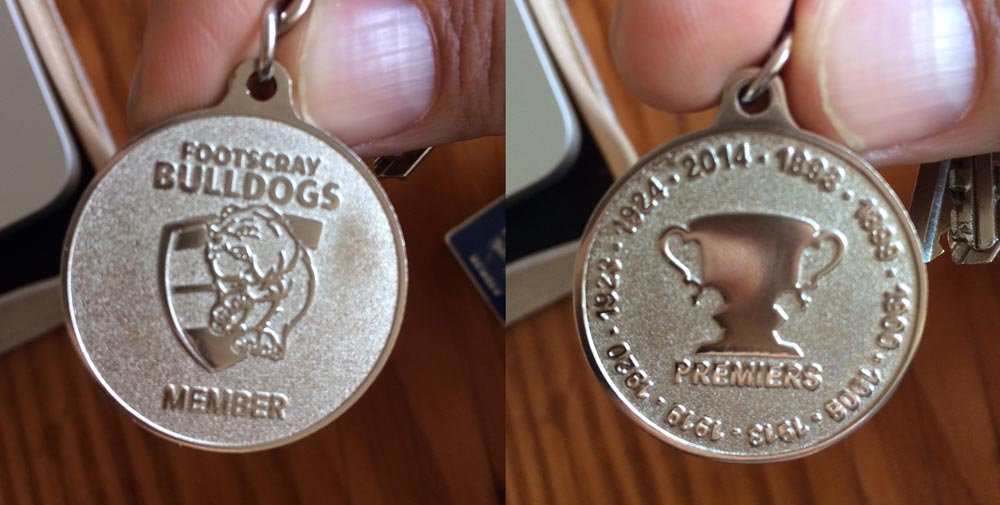 FOOTSCRAY
BULLDOGS
MEMBER
1898 · 1899 · 1900 · 1908 · 1913 · 1919 · 1920 · 1923 · 1924 · 2014 ·
PREMIERS